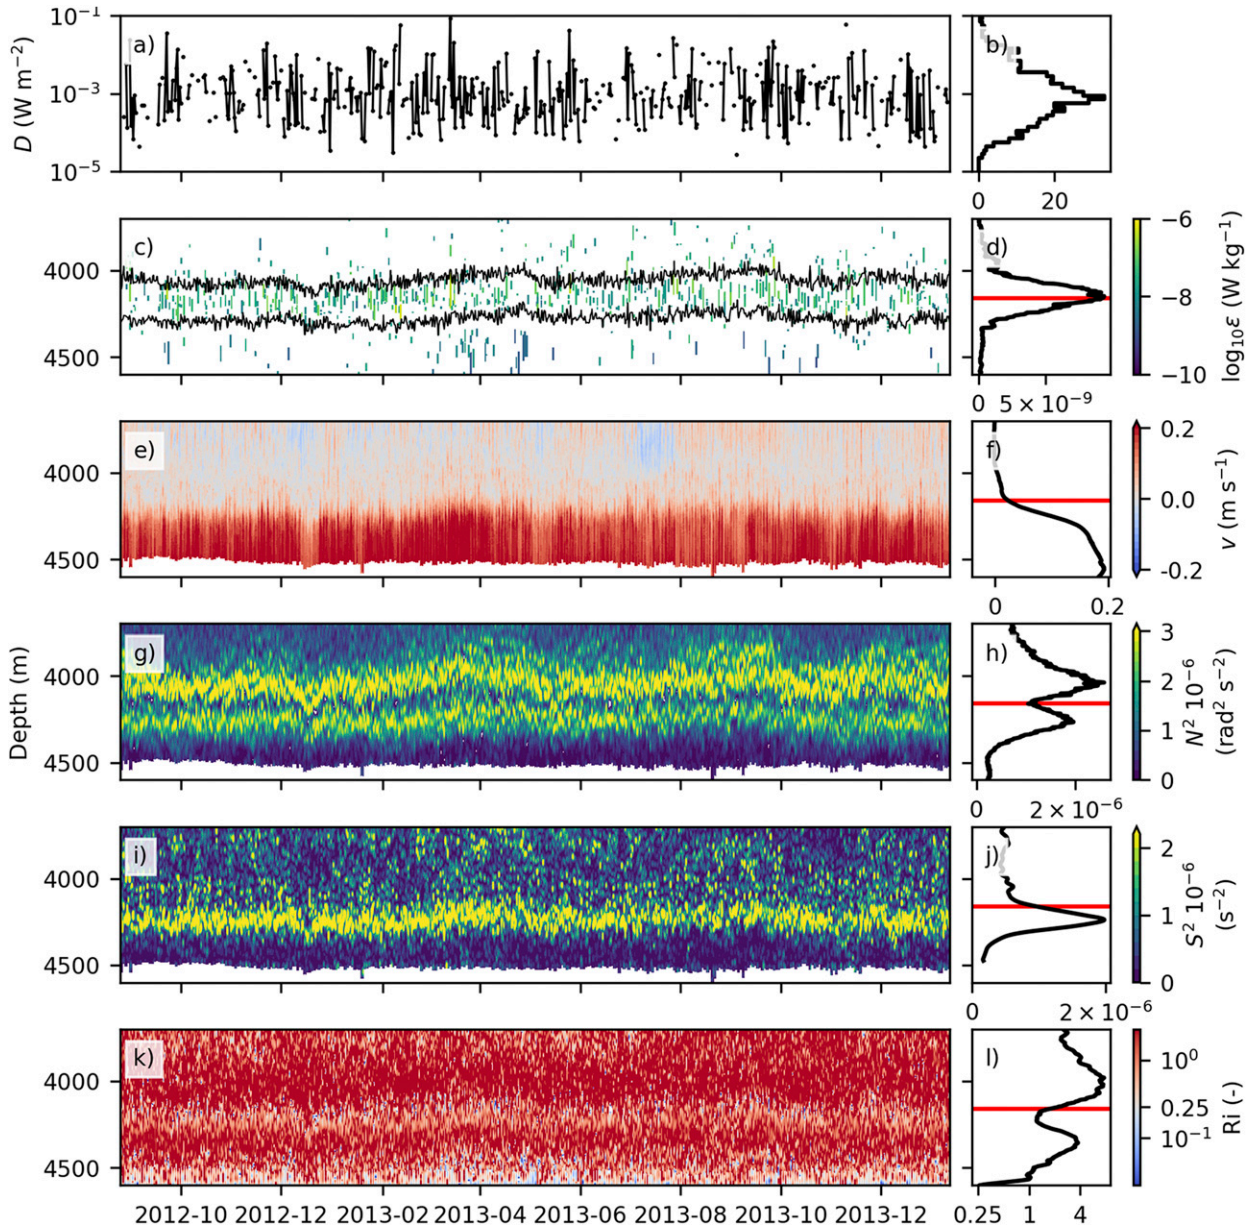 a)
b)
10⁻¹
10⁻³
10⁻⁵
D (W m⁻²)
0 20
c)
d)
4000
4500
−6
−8
−10
log₁₀ε (W kg⁻¹)
0 5 × 10⁻⁹
e)
f)
4000
4500
0.2
0.0
-0.2
v (m s⁻¹)
0 0.2
g)
h)
4000
4500
Depth (m)
3
2
1
0
N² 10⁻⁶
(rad² s⁻²)
0 2 × 10⁻⁶
i)
j)
4000
4500
2
1
0
S² 10⁻⁶
(s⁻²)
0 2 × 10⁻⁶
k)
l)
4000
4500
10⁰
0.25
10⁻¹
Ri (-)
2012-10 2012-12 2013-02 2013-04 2013-06 2013-08 2013-10 2013-12 0.25 1 4